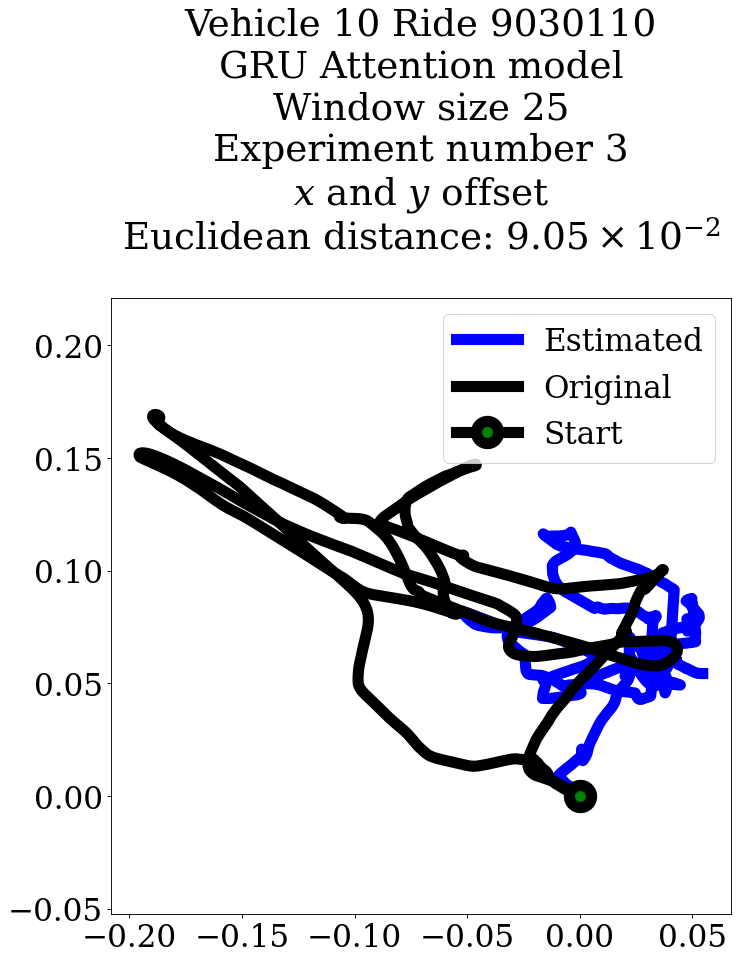 Vehicle 10 Ride 9030110
GRU Attention model
Window size 25
Experiment number 3
x and y offset
Euclidean distance: 9.05 × 10⁻²
Estimated
Original
Start
0.20
0.15
0.10
0.05
0.00
−0.05
−0.20 −0.15 −0.10 −0.05 0.00 0.05